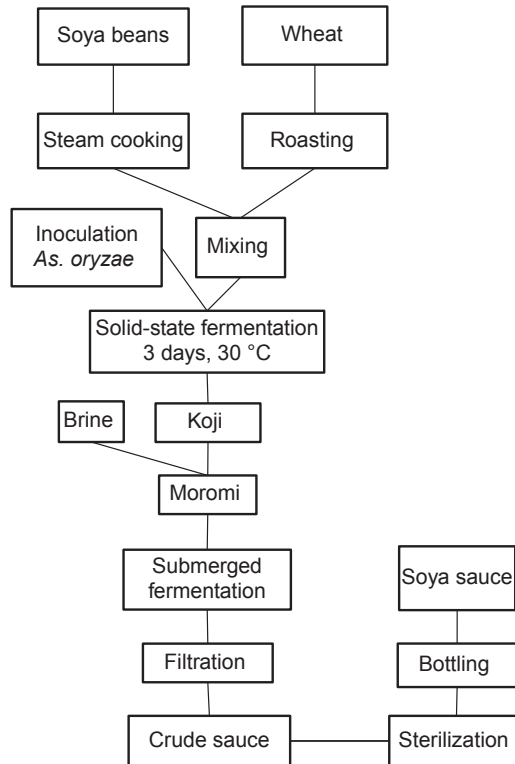 Soya beans
Wheat
Steam cooking
Roasting
Inoculation
As. oryzae
Mixing
Solid-state fermentation
3 days, 30 °C
Brine
Koji
Moromi
Submerged
fermentation
Soya sauce
Filtration
Bottling
Crude sauce
Sterilization